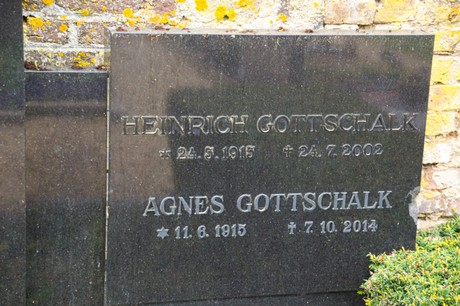 HEINRICH GOTTSCHALK
* 24.5.1915 † 24.7.2002
AGNES GOTTSCHALK
* 11.6.1915 † 7.10.2014